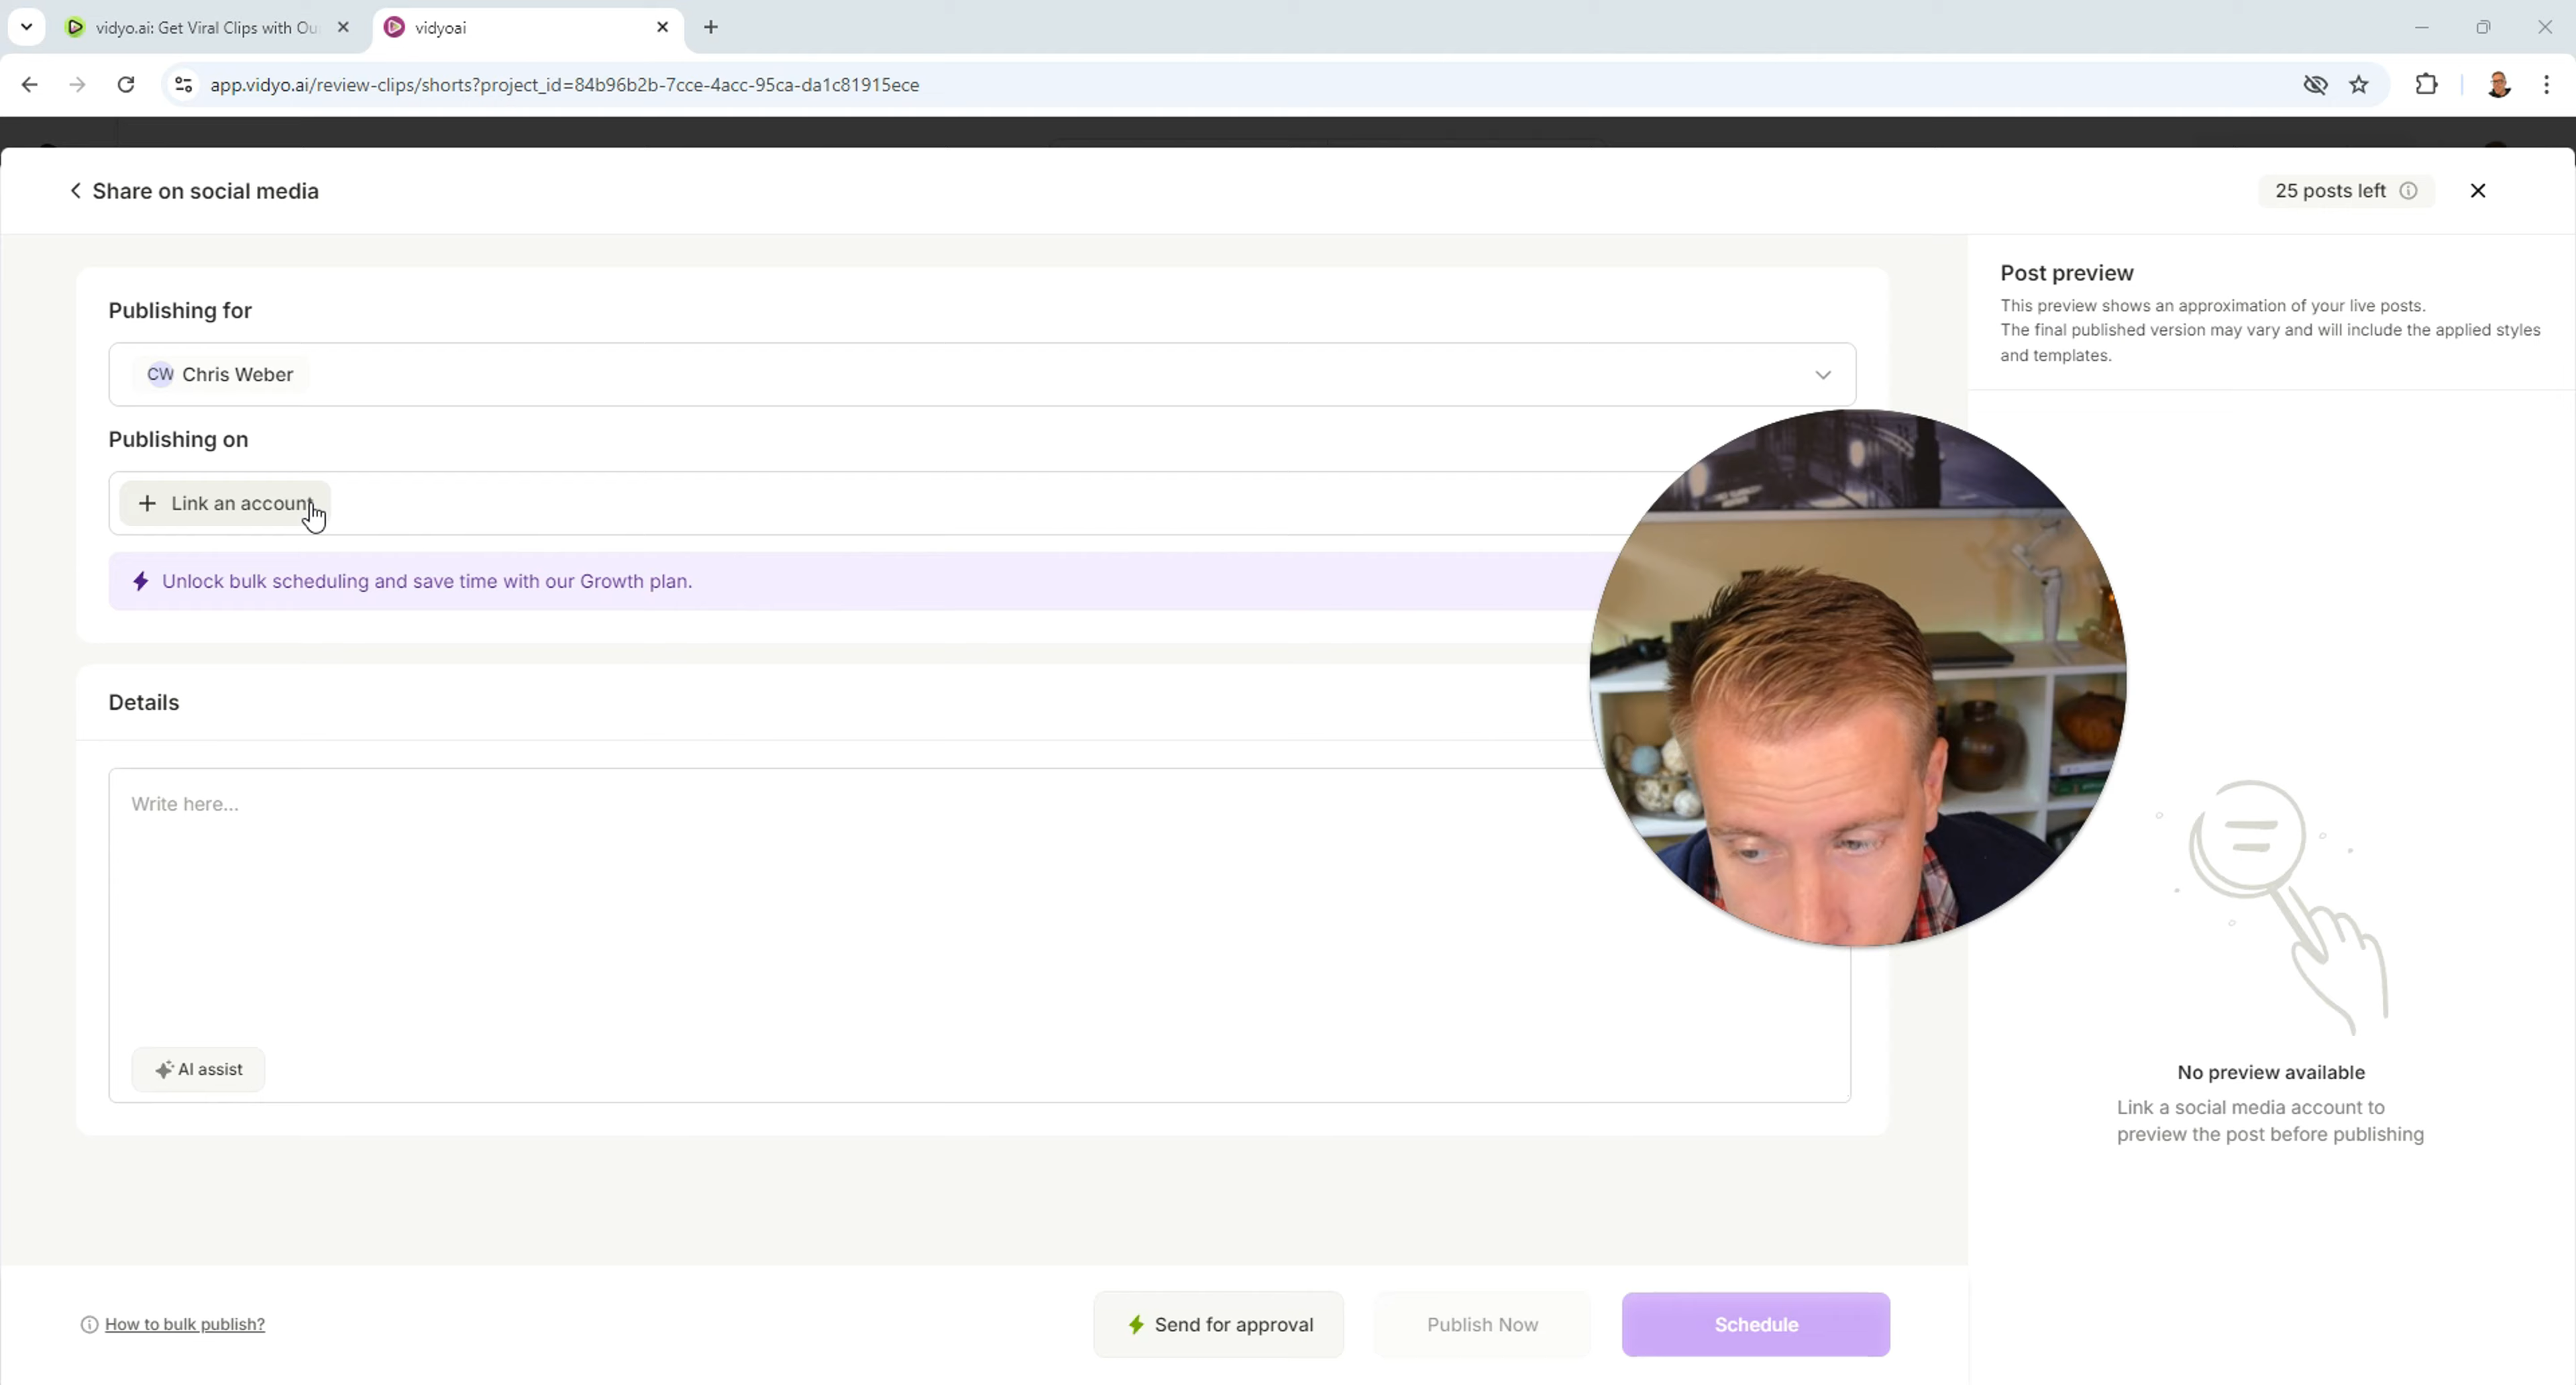 vidyo.ai: Get Viral Clips with Ou
vidyoai
app.vidyo.ai/review-clips/shorts?project_id=84b96b2b-7cce-4acc-95ca-da1c81915ece
Share on social media
25 posts left
Publishing for
CW Chris Weber
Publishing on
+ Link an account
Unlock bulk scheduling and save time with our Growth plan.
Details
Write here...
AI assist
How to bulk publish?
Send for approval
Publish Now
Schedule
Post preview
This preview shows an approximation of your live posts.
The final published version may vary and will include the applied styles
and templates.
No preview available
Link a social media account to
preview the post before publishing